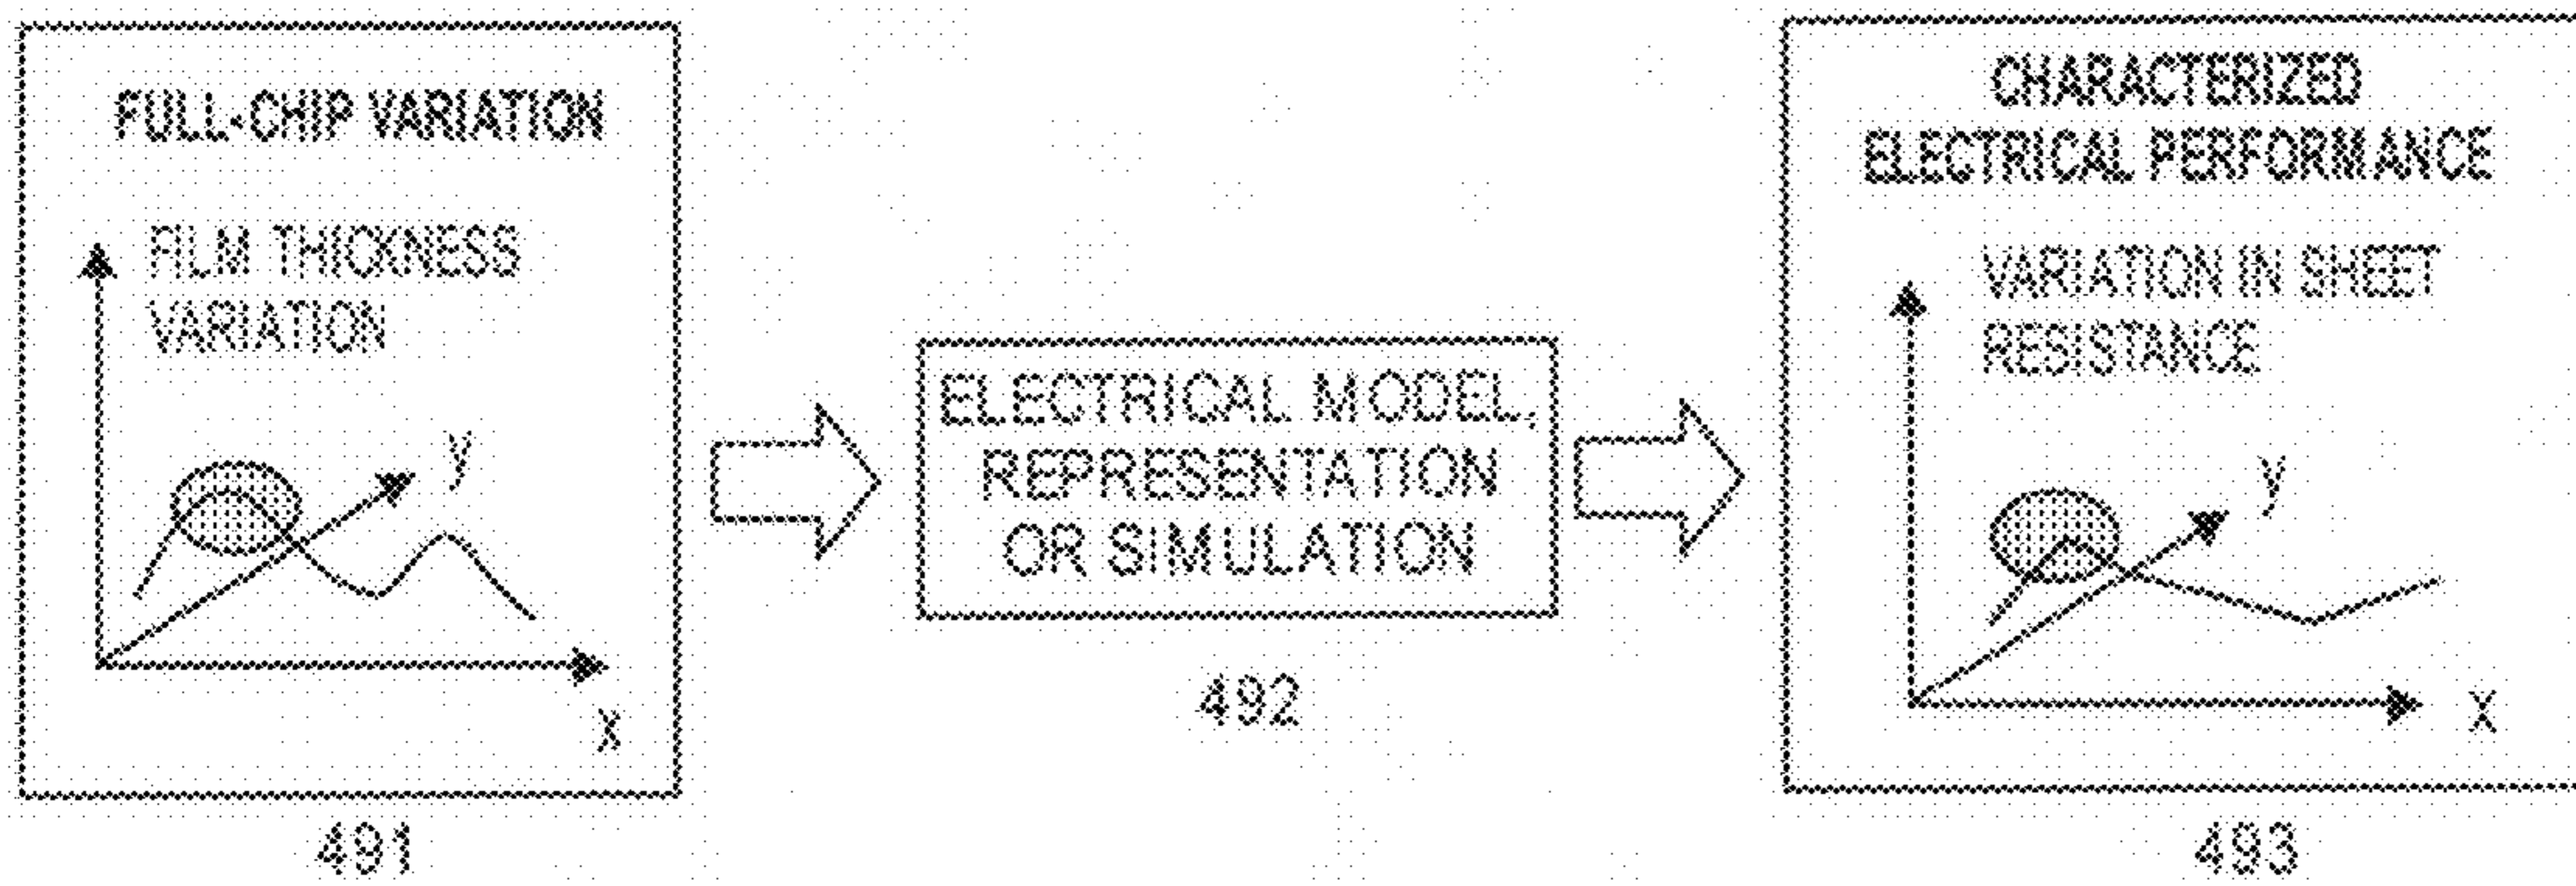 FULL-CHIP VARIATION
FILM THICKNESS
VARIATION
y
x
491
ELECTRICAL MODEL,
REPRESENTATION
OR SIMULATION
492
CHARACTERIZED
ELECTRICAL PERFORMANCE
VARIATION IN SHEET
RESISTANCE
y
x
493